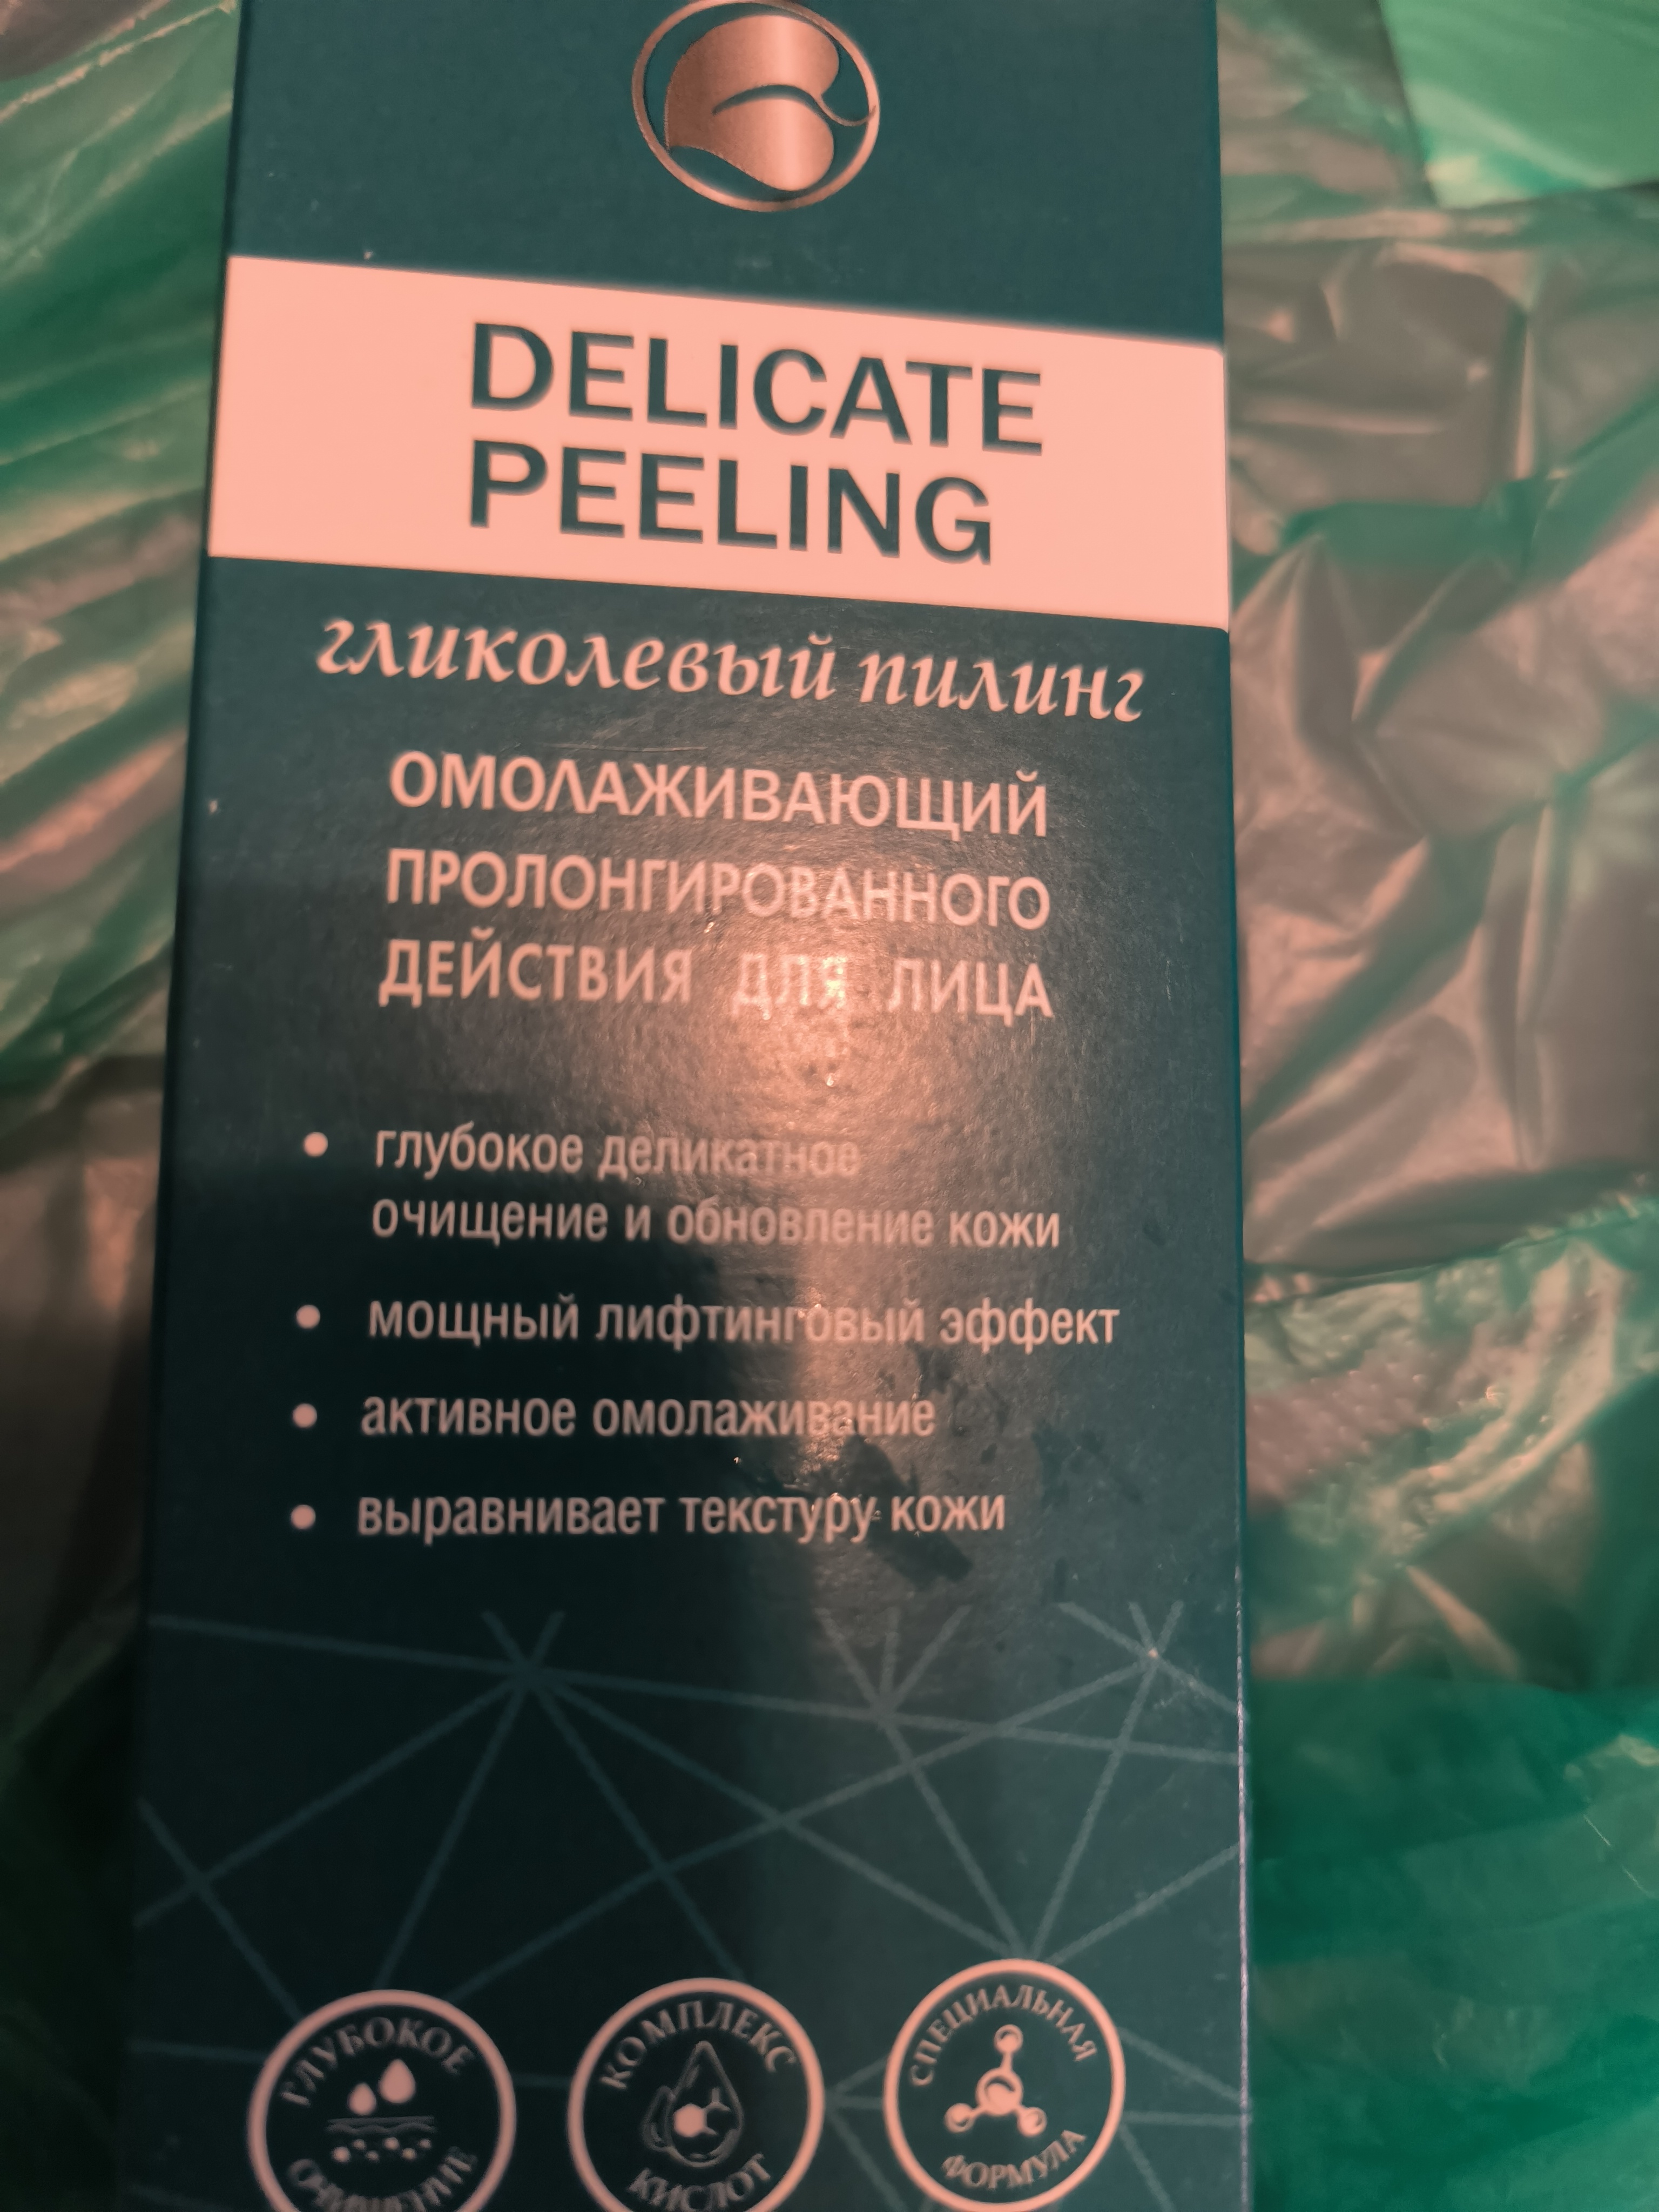 DELICATE
PEELING
гликолевый пилинг
ОМОЛАЖИВАЮЩИЙ
ПРОЛОНГИРОВАННОГО
ДЕЙСТВИЯ ДЛЯ ЛИЦА
• глубокое деликатное
очищение и обновление кожи
• мощный лифтинговый эффект
• активное омолаживание
• выравнивает текстуру кожи
ГЛУБОКОЕ
ОЧИЩЕНИЕ
КОМПЛЕКС
КИСЛОТ
СПЕЦИАЛЬНАЯ
ФОРМУЛА